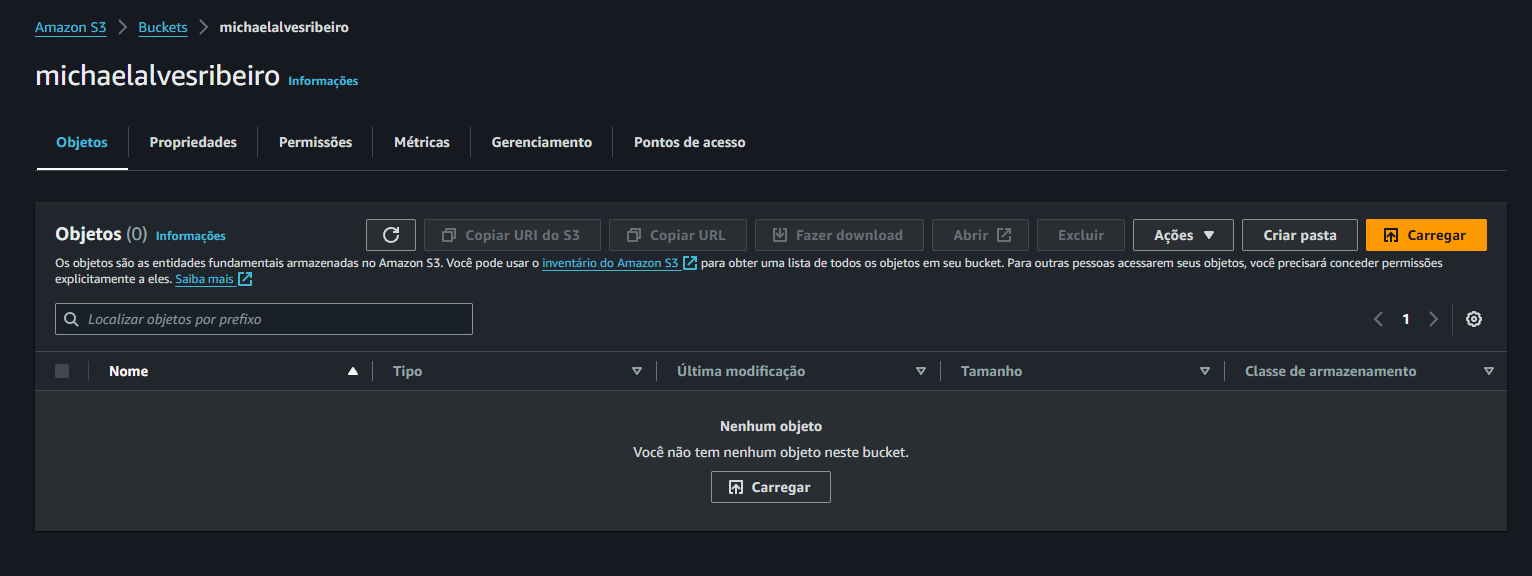 Amazon S3 > Buckets > michaelalvesribeiro
michaelalvesribeiro Informações
Objetos Propriedades Permissões Métricas Gerenciamento Pontos de acesso
Objetos (0) Informações Copiar URI do S3 Copiar URL Fazer download Abrir Excluir Ações Criar pasta Carregar
Os objetos são as entidades fundamentais armazenadas no Amazon S3. Você pode usar o inventário do Amazon S3 para obter uma lista de todos os objetos em seu bucket. Para outras pessoas acessarem seus objetos, você precisará conceder permissões
explicitamente a eles. Saiba mais
Localizar objetos por prefixo 1
Nome Tipo Última modificação Tamanho Classe de armazenamento
Nenhum objeto
Você não tem nenhum objeto neste bucket.
Carregar